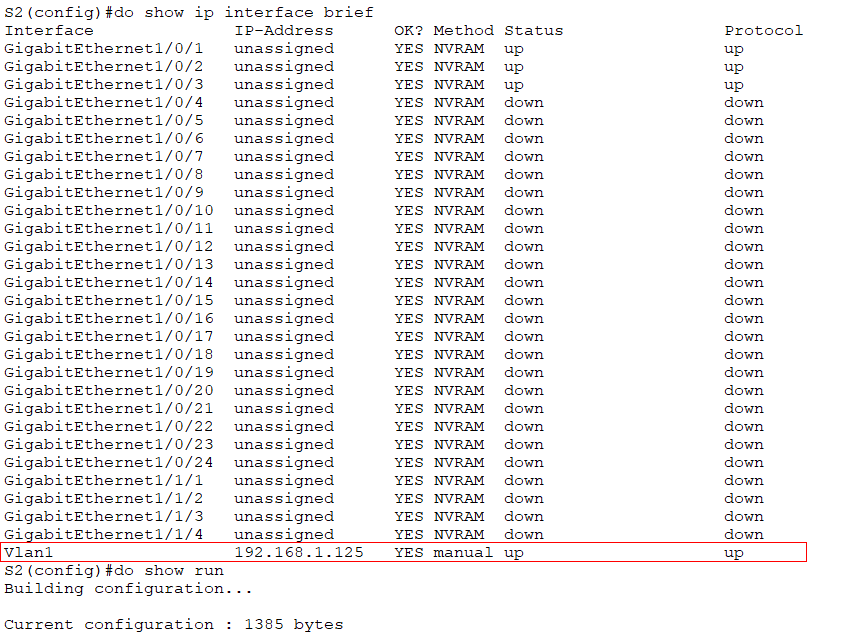 S2(config)#do show ip interface brief
Interface              IP-Address      OK? Method Status                Protocol
GigabitEthernet1/0/1   unassigned      YES NVRAM  up                    up
GigabitEthernet1/0/2   unassigned      YES NVRAM  up                    up
GigabitEthernet1/0/3   unassigned      YES NVRAM  up                    up
GigabitEthernet1/0/4   unassigned      YES NVRAM  down                  down
GigabitEthernet1/0/5   unassigned      YES NVRAM  down                  down
GigabitEthernet1/0/6   unassigned      YES NVRAM  down                  down
GigabitEthernet1/0/7   unassigned      YES NVRAM  down                  down
GigabitEthernet1/0/8   unassigned      YES NVRAM  down                  down
GigabitEthernet1/0/9   unassigned      YES NVRAM  down                  down
GigabitEthernet1/0/10  unassigned      YES NVRAM  down                  down
GigabitEthernet1/0/11  unassigned      YES NVRAM  down                  down
GigabitEthernet1/0/12  unassigned      YES NVRAM  down                  down
GigabitEthernet1/0/13  unassigned      YES NVRAM  down                  down
GigabitEthernet1/0/14  unassigned      YES NVRAM  down                  down
GigabitEthernet1/0/15  unassigned      YES NVRAM  down                  down
GigabitEthernet1/0/16  unassigned      YES NVRAM  down                  down
GigabitEthernet1/0/17  unassigned      YES NVRAM  down                  down
GigabitEthernet1/0/18  unassigned      YES NVRAM  down                  down
GigabitEthernet1/0/19  unassigned      YES NVRAM  down                  down
GigabitEthernet1/0/20  unassigned      YES NVRAM  down                  down
GigabitEthernet1/0/21  unassigned      YES NVRAM  down                  down
GigabitEthernet1/0/22  unassigned      YES NVRAM  down                  down
GigabitEthernet1/0/23  unassigned      YES NVRAM  down                  down
GigabitEthernet1/0/24  unassigned      YES NVRAM  down                  down
GigabitEthernet1/1/1   unassigned      YES NVRAM  down                  down
GigabitEthernet1/1/2   unassigned      YES NVRAM  down                  down
GigabitEthernet1/1/3   unassigned      YES NVRAM  down                  down
GigabitEthernet1/1/4   unassigned      YES NVRAM  down                  down
Vlan1                  192.168.1.125   YES manual up                    up
S2(config)#do show run
Building configuration...
Current configuration : 1385 bytes